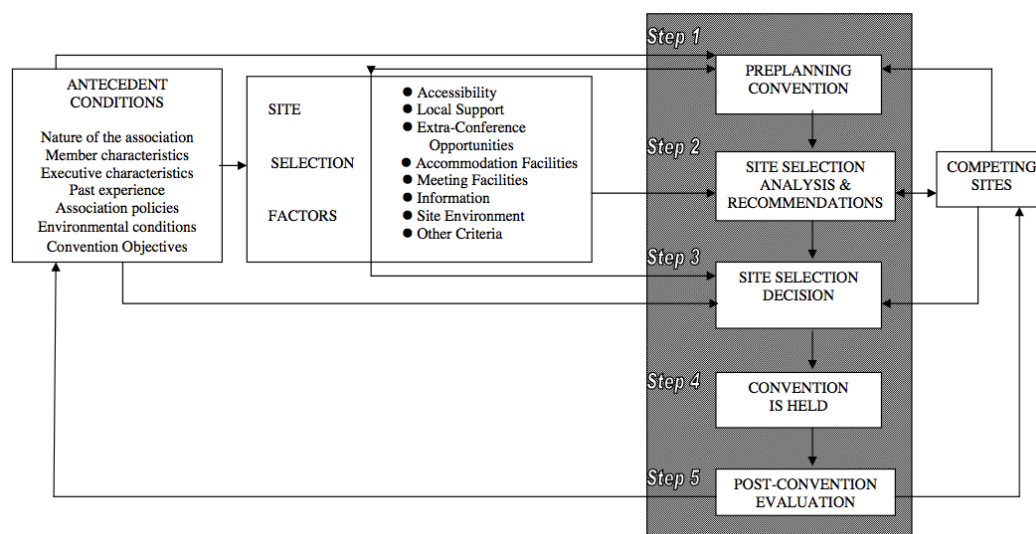 ANTECEDENT
CONDITIONS
Nature of the association
Member characteristics
Executive characteristics
Past experience
Association policies
Environmental conditions
Convention Objectives
SITE
SELECTION
FACTORS
● Accessibility
● Local Support
● Extra-Conference
Opportunities
● Accommodation Facilities
● Meeting Facilities
● Information
● Site Environment
● Other Criteria
Step 1
PREPLANNING
CONVENTION
Step 2
SITE SELECTION
ANALYSIS &
RECOMMENDATIONS
Step 3
SITE SELECTION
DECISION
Step 4
CONVENTION
IS HELD
Step 5
POST-CONVENTION
EVALUATION
COMPETING
SITES